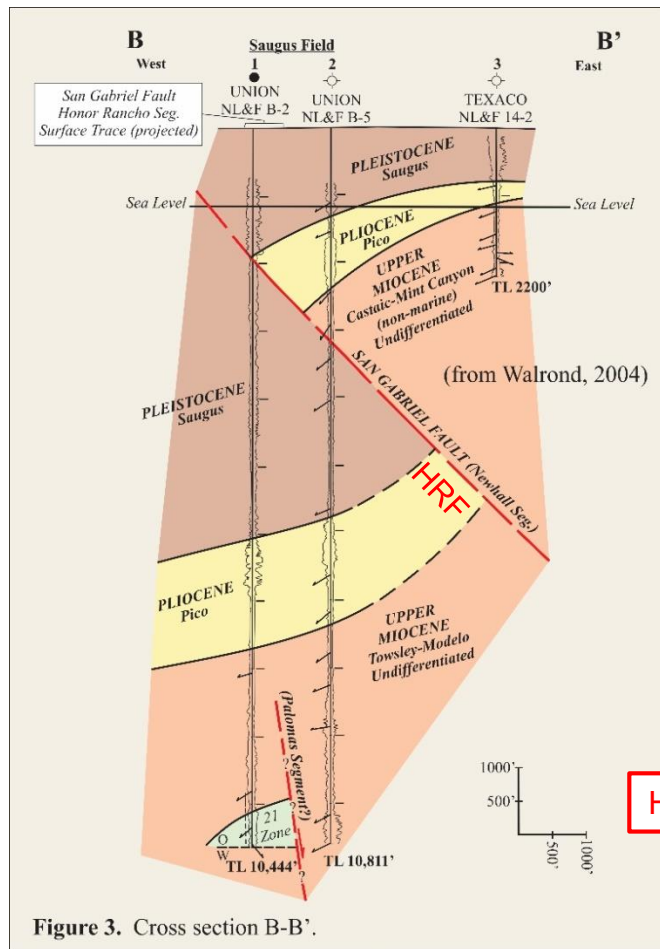 B
B'
Saugus Field
West
1
2
3
East
San Gabriel Fault
Honor Rancho Seg.
Surface Trace (projected)
UNION
NL&F B-2
UNION
NL&F B-5
TEXACO
NL&F 14-2
PLEISTOCENE
Saugus
Sea Level
Sea Level
PLIOCENE
Pico
UPPER
MIOCENE
Castaic-Mint Canyon
(non-marine)
Undifferentiated
TL 2200'
SAN GABRIEL FAULT (Newhall Seg.)
(from Walrond, 2004)
PLEISTOCENE
Saugus
HRF
PLIOCENE
Pico
UPPER
MIOCENE
Towsley-Modelo
Undifferentiated
(Palomas Segment?)
?
?
?
21
Zone
O
W
TL 10,444'
TL 10,811'
1000'
500'
500'
1000'
H
Figure 3. Cross section B-B'.